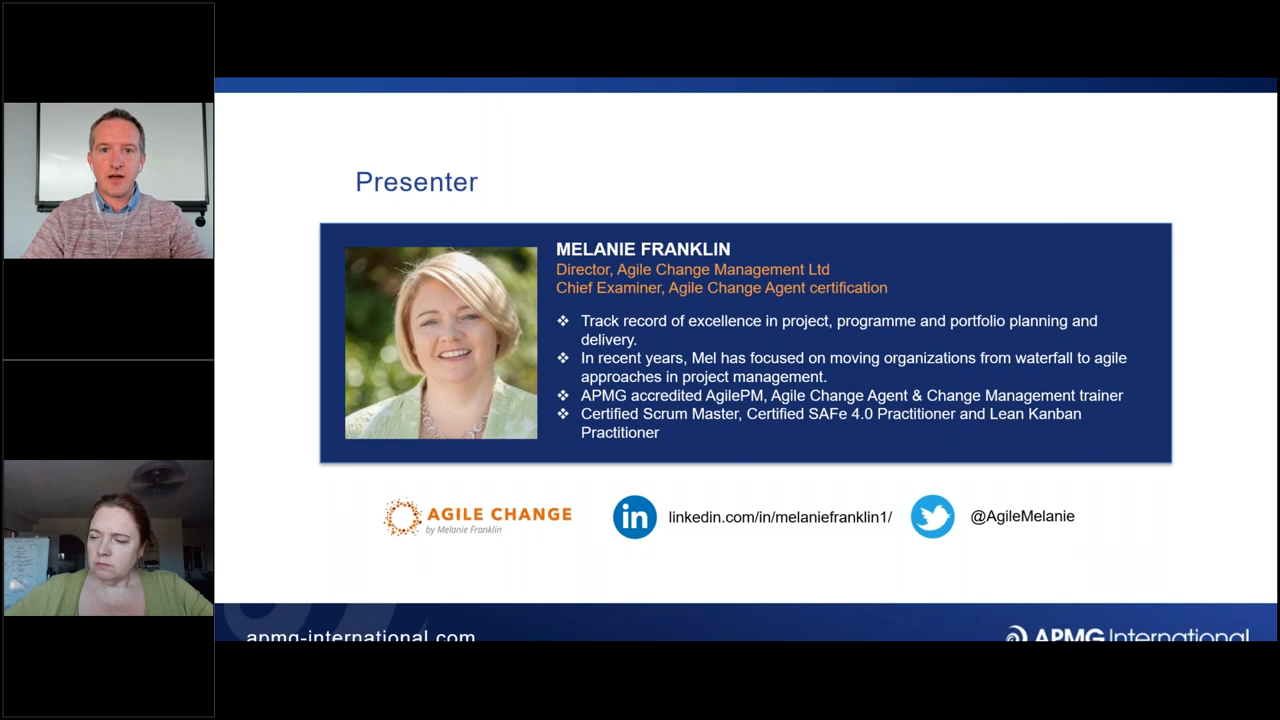 Presenter
MELANIE FRANKLIN
Director, Agile Change Management Ltd
Chief Examiner, Agile Change Agent certification
❖ Track record of excellence in project, programme and portfolio planning and
delivery.
❖ In recent years, Mel has focused on moving organizations from waterfall to agile
approaches in project management.
❖ APMG accredited AgilePM, Agile Change Agent & Change Management trainer
❖ Certified Scrum Master, Certified SAFe 4.0 Practitioner and Lean Kanban
Practitioner
AGILE CHANGE
by Melanie Franklin
in
linkedin.com/in/melaniefranklin1/
@AgileMelanie
apmg-international.com
APMG International